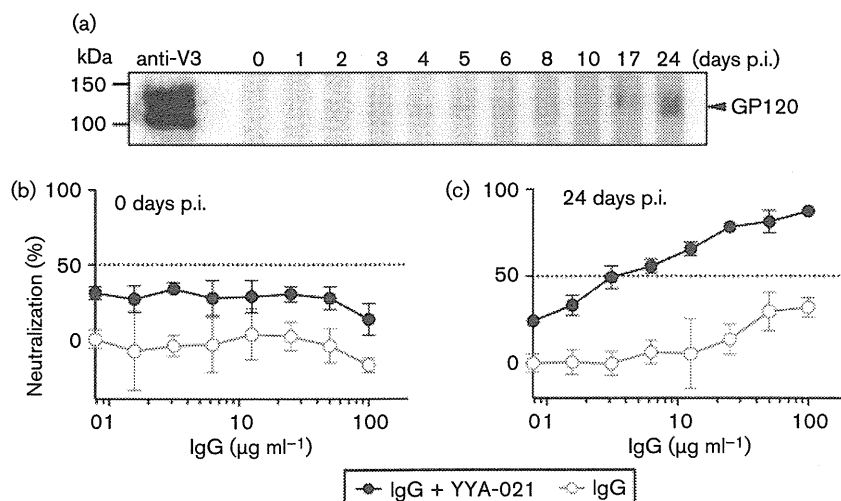 (a)
kDa anti-V3 0 1 2 3 4 5 6 8 10 17 24 (days p.i.)
150
100
GP120
(b) (c)
100 0 days p.i. 100 24 days p.i.
50 50
0 0
Neutralization (%)
01 10 100 01 10 100
IgG (µg ml⁻¹) IgG (µg ml⁻¹)
IgG + YYA-021 IgG